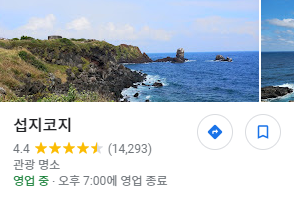 섭지코지
4.4 (14,293)
관광 명소
영업 중 · 오후 7:00에 영업 종료